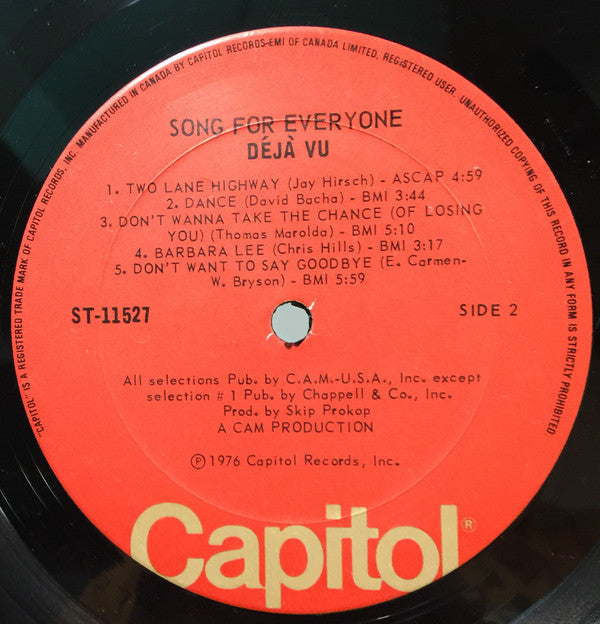 MANUFACTURED IN CANADA BY CAPITOL RECORDS-EMI OF CANADA LIMITED, REGISTERED USER. UNAUTHORIZED COPYING OF THIS RECORD IN ANY FORM IS STRICTLY PROHIBITED.
"CAPITOL" IS A REGISTERED TRADE MARK OF CAPITOL RECORDS, INC.
SONG FOR EVERYONE
DÉJÀ VU
1. TWO LANE HIGHWAY (Jay Hirsch) - ASCAP 4:59
2. DANCE (David Bacha) - BMI 3:44
3. DON'T WANNA TAKE THE CHANCE (OF LOSING
YOU) (Thomas Marolda) - BMI 5:10
4. BARBARA LEE (Chris Hills) - BMI 3:17
5. DON'T WANT TO SAY GOODBYE (E. Carmen-
W. Bryson) - BMI 5:59
ST-11527
SIDE 2
All selections Pub. by C.A.M.-U.S.A., Inc. except
selection # 1 Pub. by Chappell & Co., Inc.
Prod. by Skip Prokop
A CAM PRODUCTION
℗ 1976 Capitol Records, Inc.
Capitol®